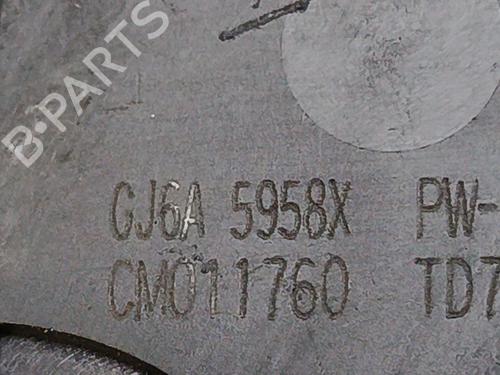 B·PARTS
GJ6A 5958X PW-
CM011760 TD7